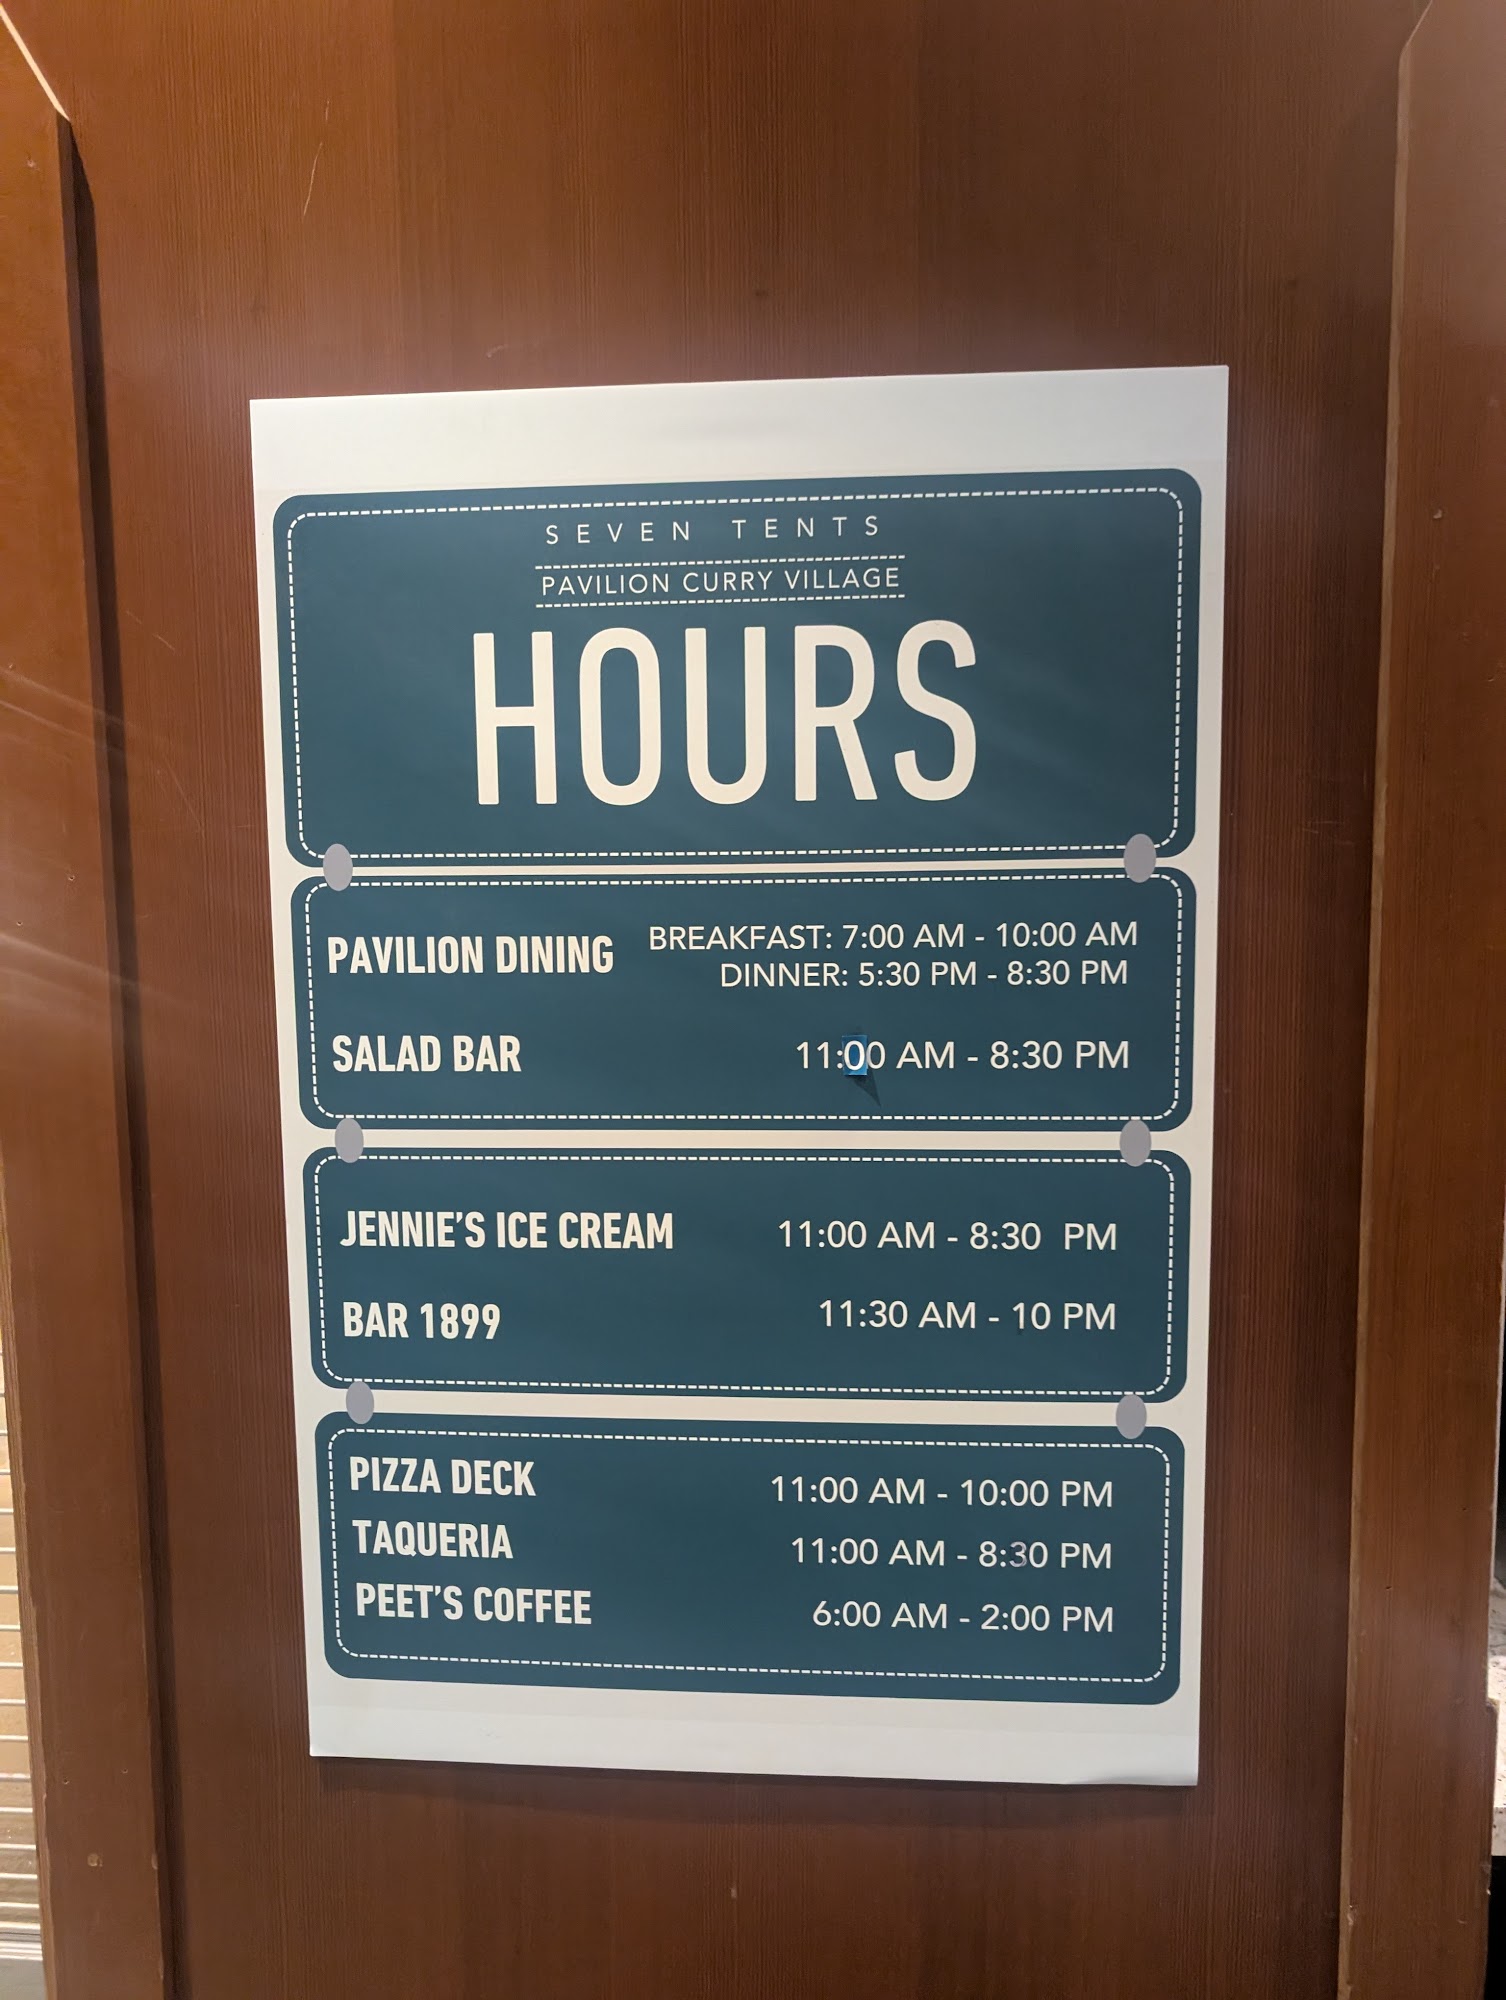 SEVEN TENTS
PAVILION CURRY VILLAGE
HOURS
PAVILION DINING BREAKFAST: 7:00 AM - 10:00 AM
DINNER: 5:30 PM - 8:30 PM
SALAD BAR 11:00 AM - 8:30 PM
JENNIE'S ICE CREAM 11:00 AM - 8:30 PM
BAR 1899 11:30 AM - 10 PM
PIZZA DECK 11:00 AM - 10:00 PM
TAQUERIA 11:00 AM - 8:30 PM
PEET'S COFFEE 6:00 AM - 2:00 PM